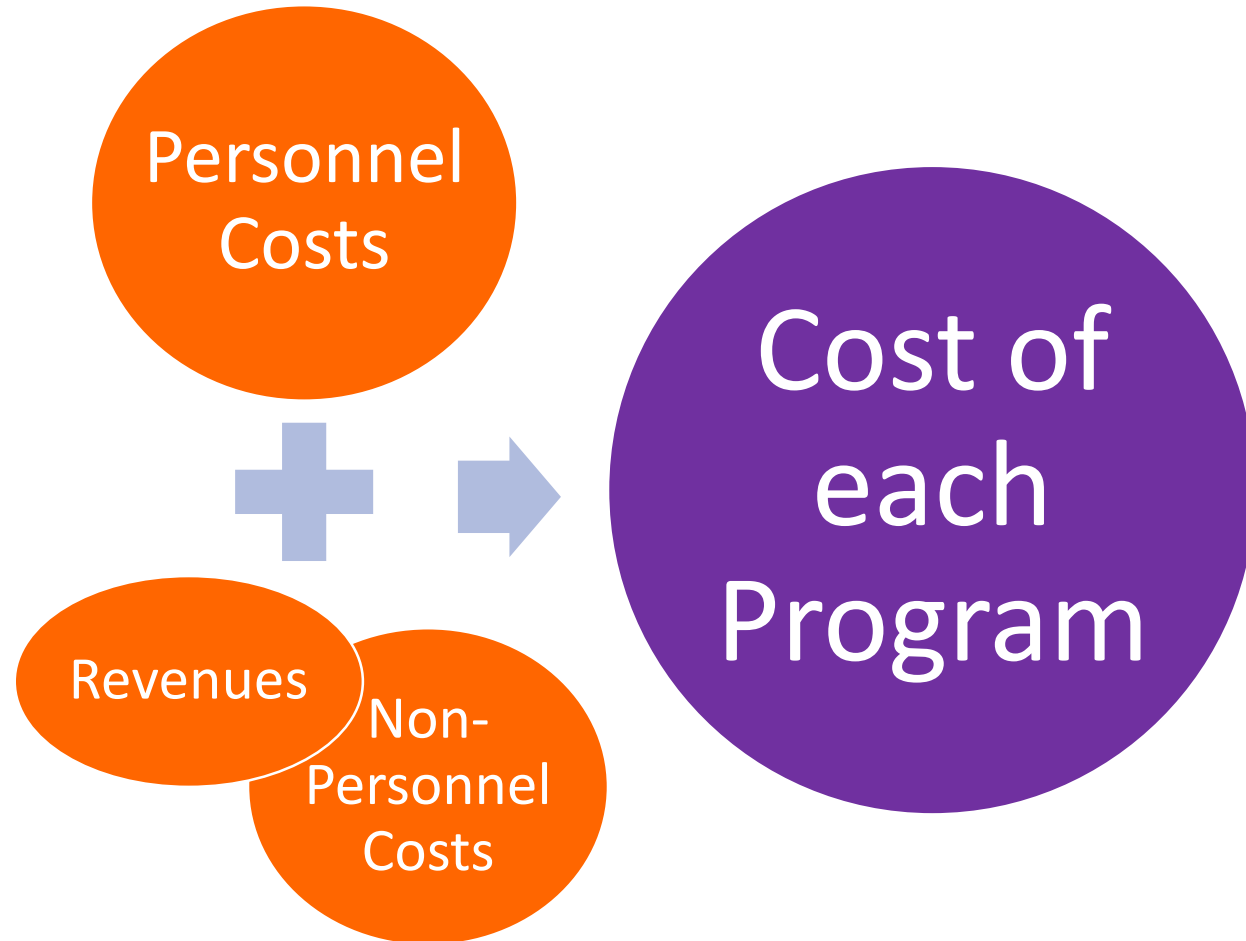 Personnel
Costs
Cost of
each
Program
Revenues
Non-
Personnel
Costs